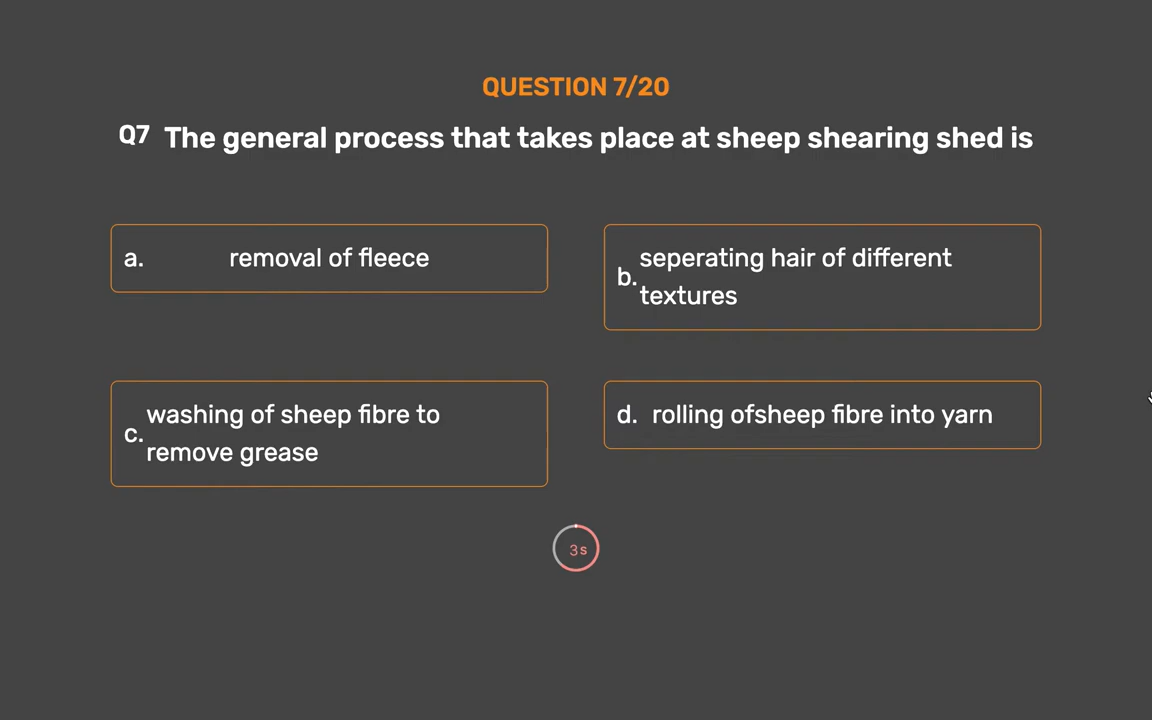 QUESTION 7/20
Q7 The general process that takes place at sheep shearing shed is
a. removal of fleece
b. seperating hair of different
textures
c. washing of sheep fibre to
remove grease
d. rolling ofsheep fibre into yarn
3s